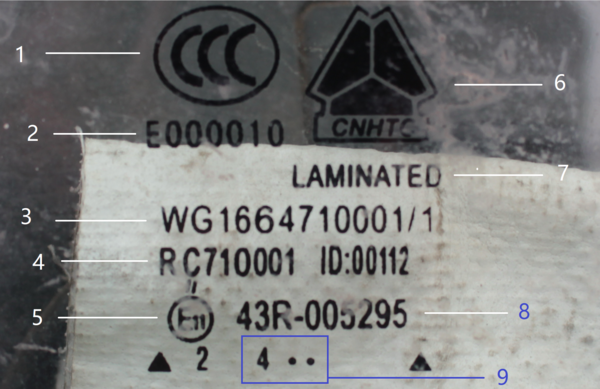 CCC
1
6
CNHTC
2 E000010
LAMINATED 7
3 WG1664710001/1
4 RC710001 ID:00112
5 E11 43R-005295 8
▲ 2 4 •• ▲
9